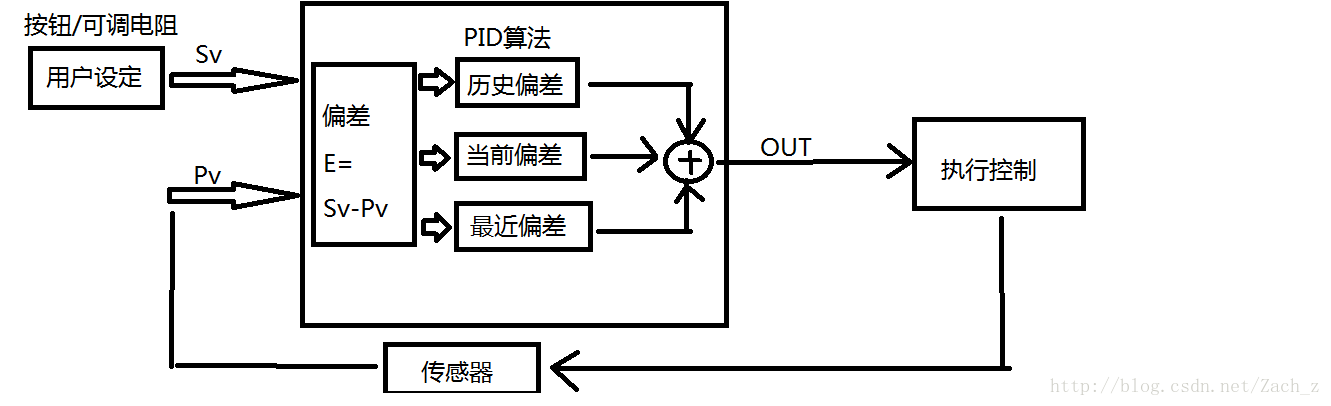 按钮/可调电阻
用户设定
Sv
Pv
PID算法
偏差
E=
Sv-Pv
历史偏差
当前偏差
最近偏差
+
OUT
执行控制
传感器
http://blog.csdn.net/Zach_z